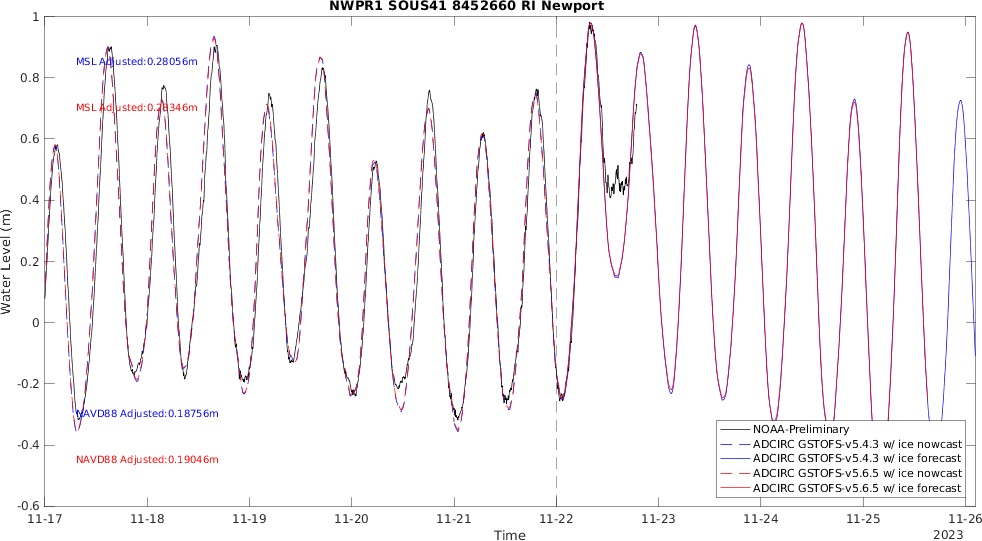 NWPR1 SOUS41 8452660 RI Newport
1
0.8
0.6
0.4
0.2
0
-0.2
-0.4
-0.6
Water Level (m)
MSL Adjusted:0.28056m
MSL Adjusted:0.28346m
NAVD88 Adjusted:0.18756m
NAVD88 Adjusted:0.19046m
NOAA-Preliminary
ADCIRC GSTOFS-v5.4.3 w/ ice nowcast
ADCIRC GSTOFS-v5.4.3 w/ ice forecast
ADCIRC GSTOFS-v5.6.5 w/ ice nowcast
ADCIRC GSTOFS-v5.6.5 w/ ice forecast
11-17 11-18 11-19 11-20 11-21 11-22 11-23 11-24 11-25 11-26
Time
2023